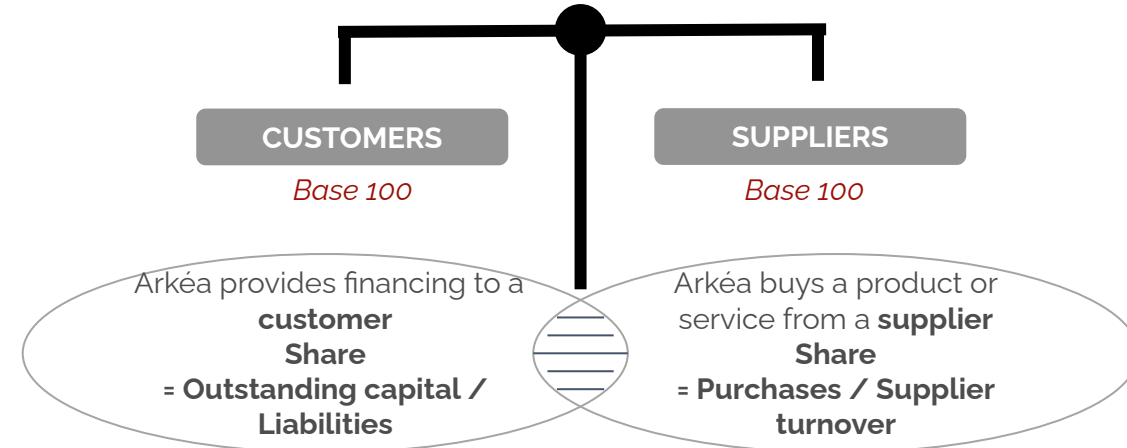 CUSTOMERS
Base 100
Arkéa provides financing to a
customer
Share
= Outstanding capital /
Liabilities
SUPPLIERS
Base 100
Arkéa buys a product or
service from a supplier
Share
= Purchases / Supplier
turnover